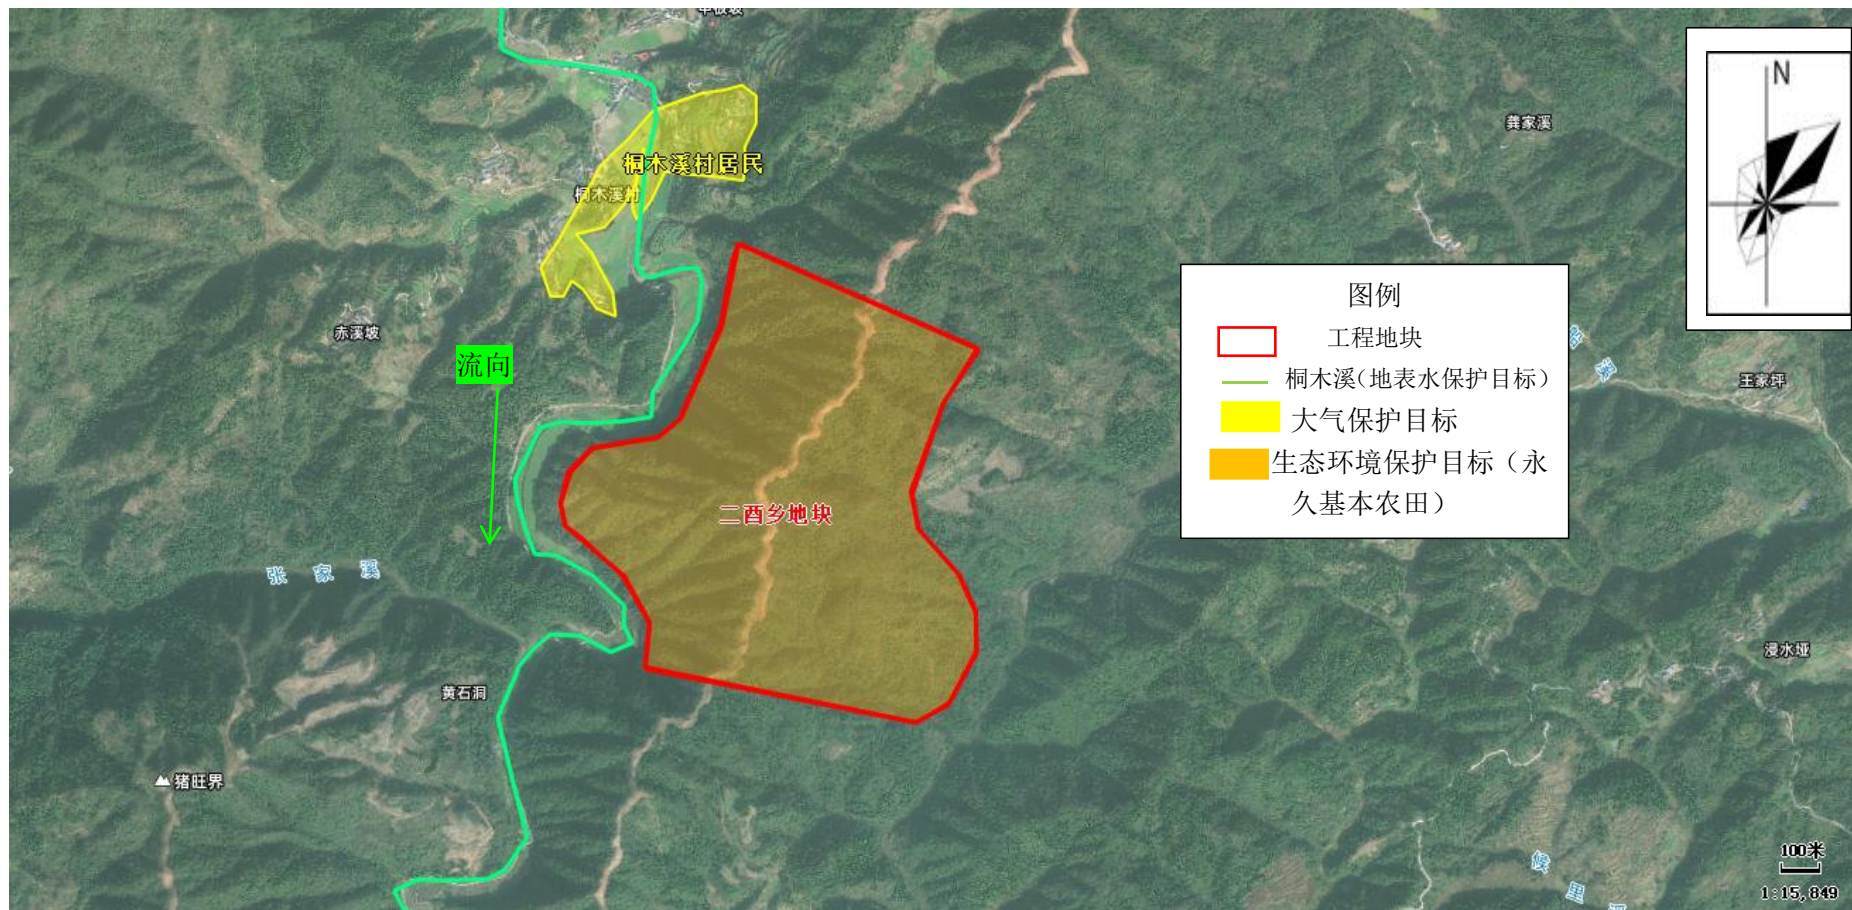 N
龚家溪
桐木溪村居民
桐木溪村
赤溪坡
流向
图例
工程地块
桐木溪（地表水保护目标）
大气保护目标
生态环境保护目标（永
久基本农田）
溪
王家坪
二酉乡地块
张家溪
浸水垭
黄石洞
猪旺界
100米
1:15,849
候里